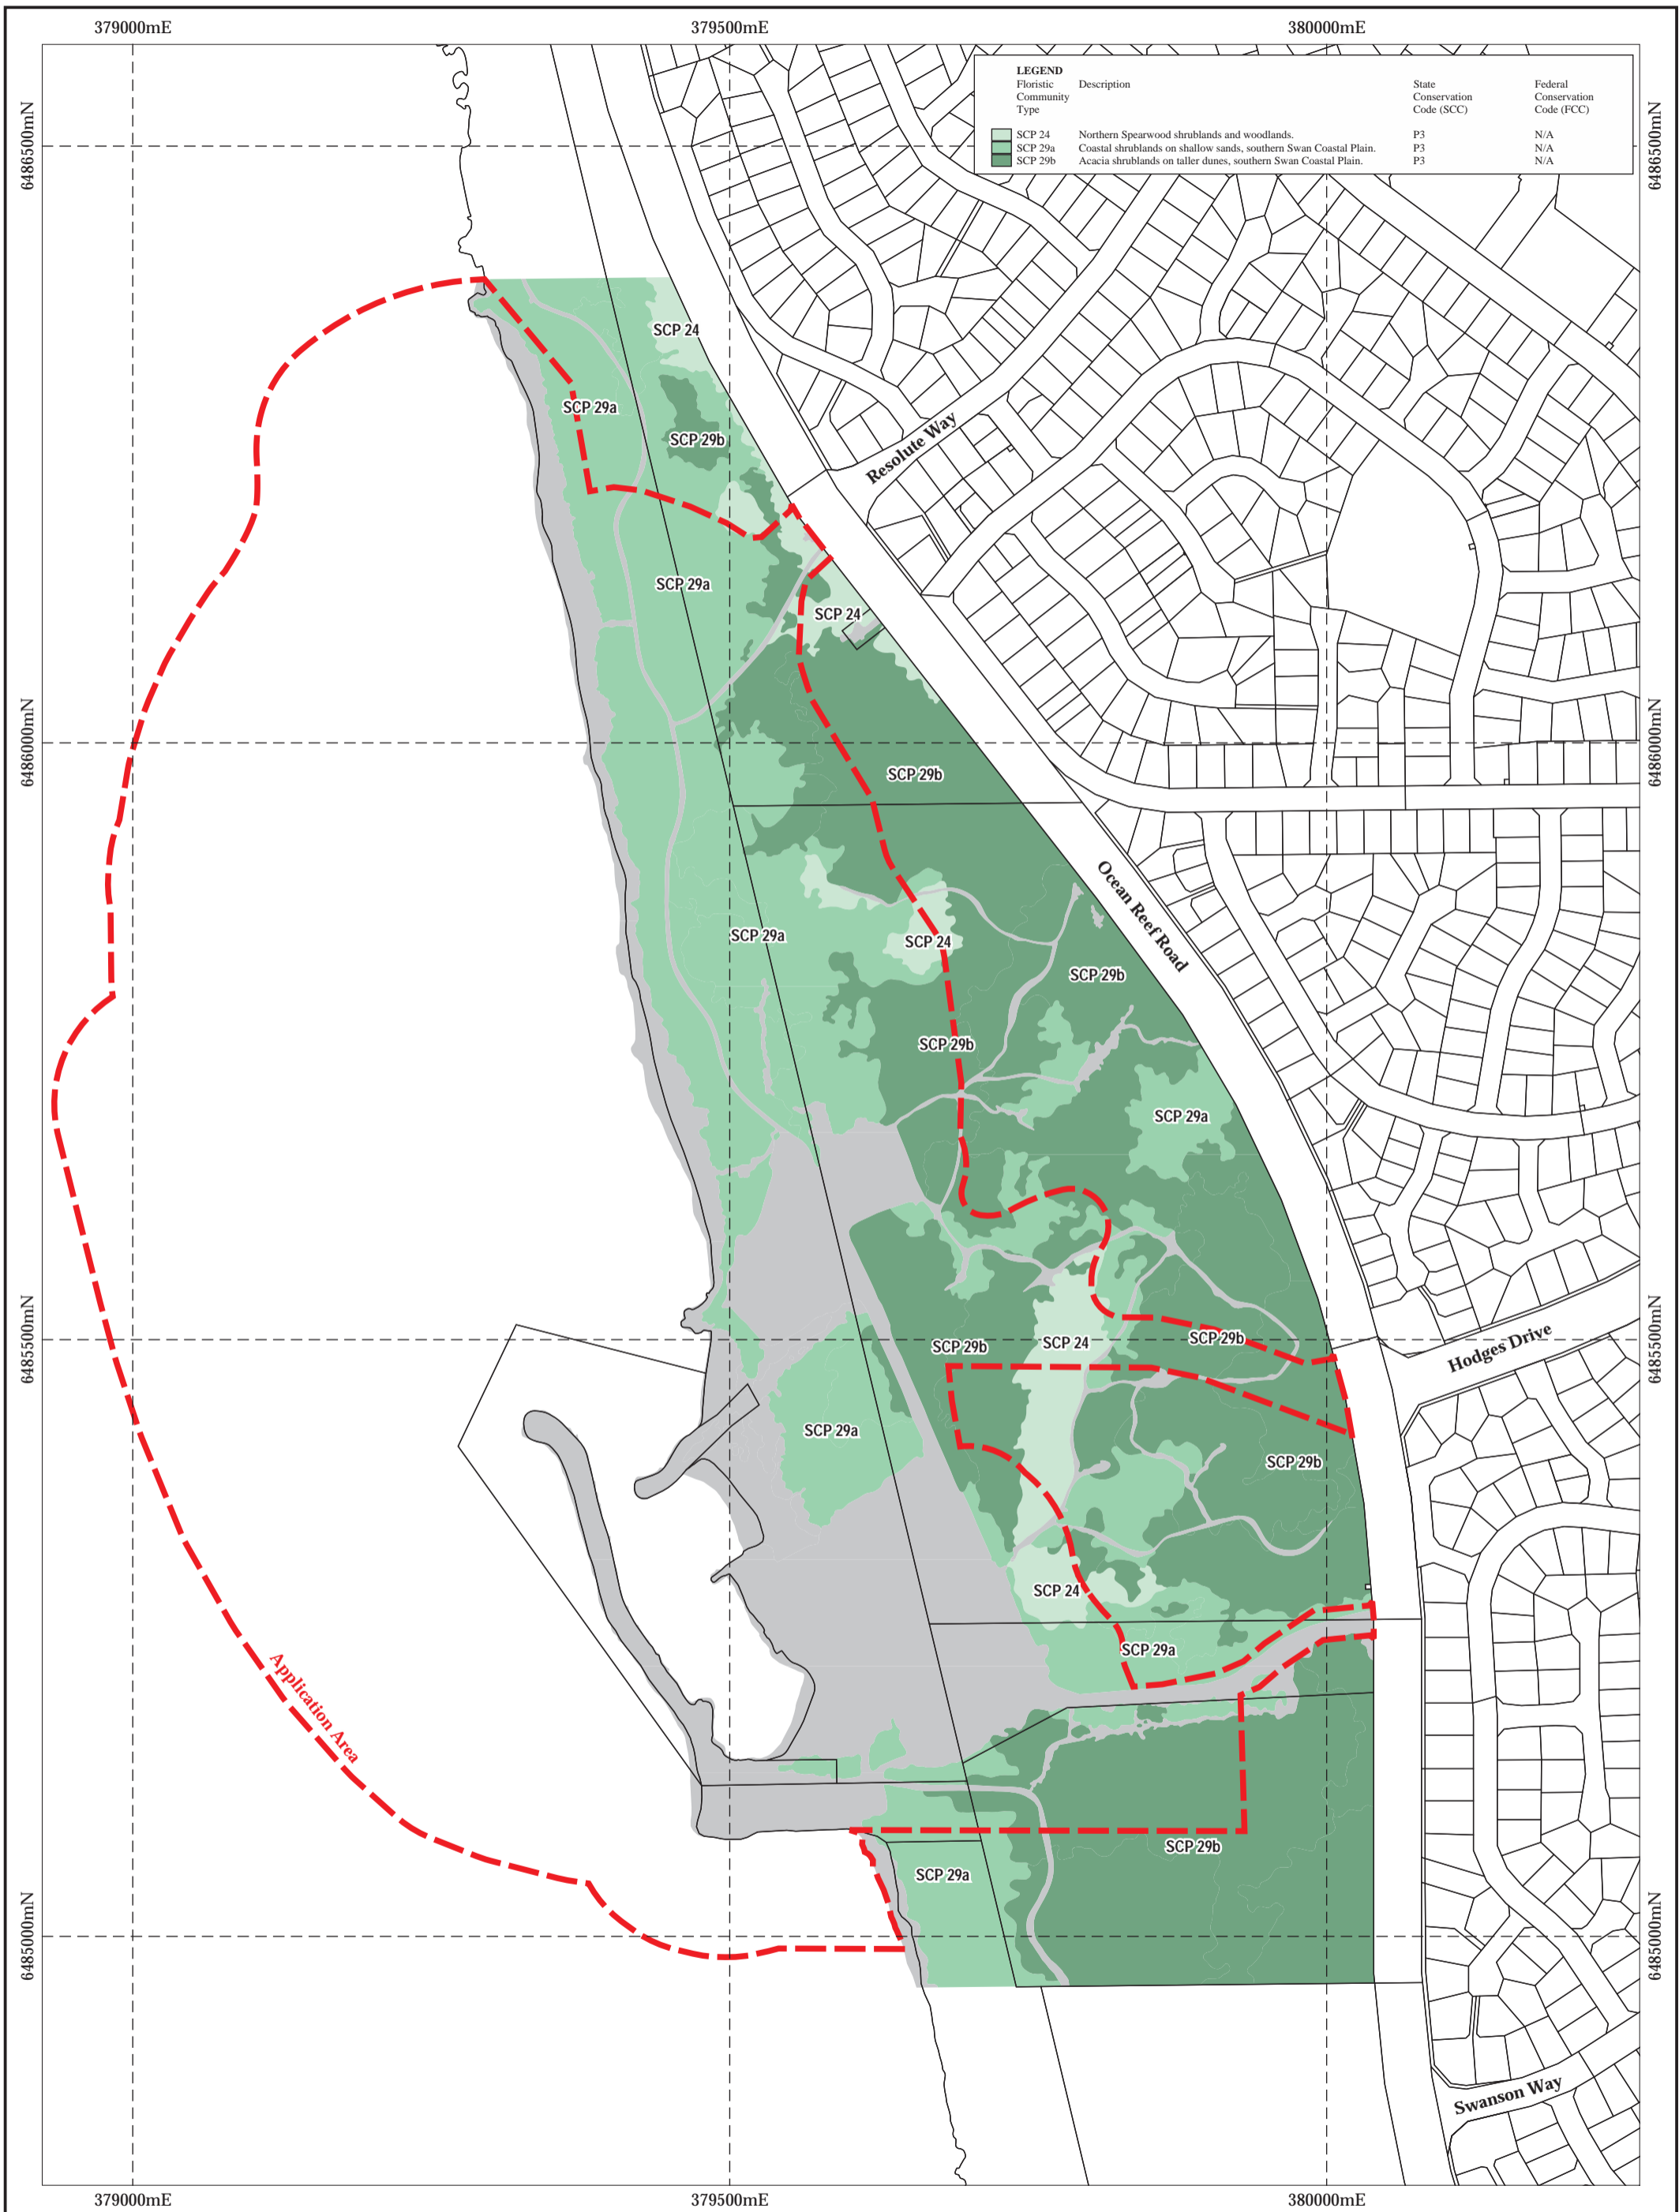 379000mE 379500mE 380000mE
6486500mN 6486500mN
LEGEND
Floristic Community Type Description State Conservation Code (SCC) Federal Conservation Code (FCC)
SCP 24 Northern Spearwood shrublands and woodlands. P3 N/A
SCP 29a Coastal shrublands on shallow sands, southern Swan Coastal Plain. P3 N/A
SCP 29b Acacia shrublands on taller dunes, southern Swan Coastal Plain. P3 N/A
SCP 24
SCP 29a
SCP 29b
Resolute Way
SCP 29a
SCP 24
6486000mN 6486000mN
SCP 29b
Ocean Reef Road
SCP 29a
SCP 24
SCP 29b
SCP 29b
SCP 29a
6485500mN 6485500mN
SCP 29b
SCP 24
SCP 29b
Hodges Drive
SCP 29a
SCP 29b
SCP 24
SCP 29a
Application Area
SCP 29b
SCP 29a
6485000mN 6485000mN
Swanson Way
379000mE 379500mE 380000mE